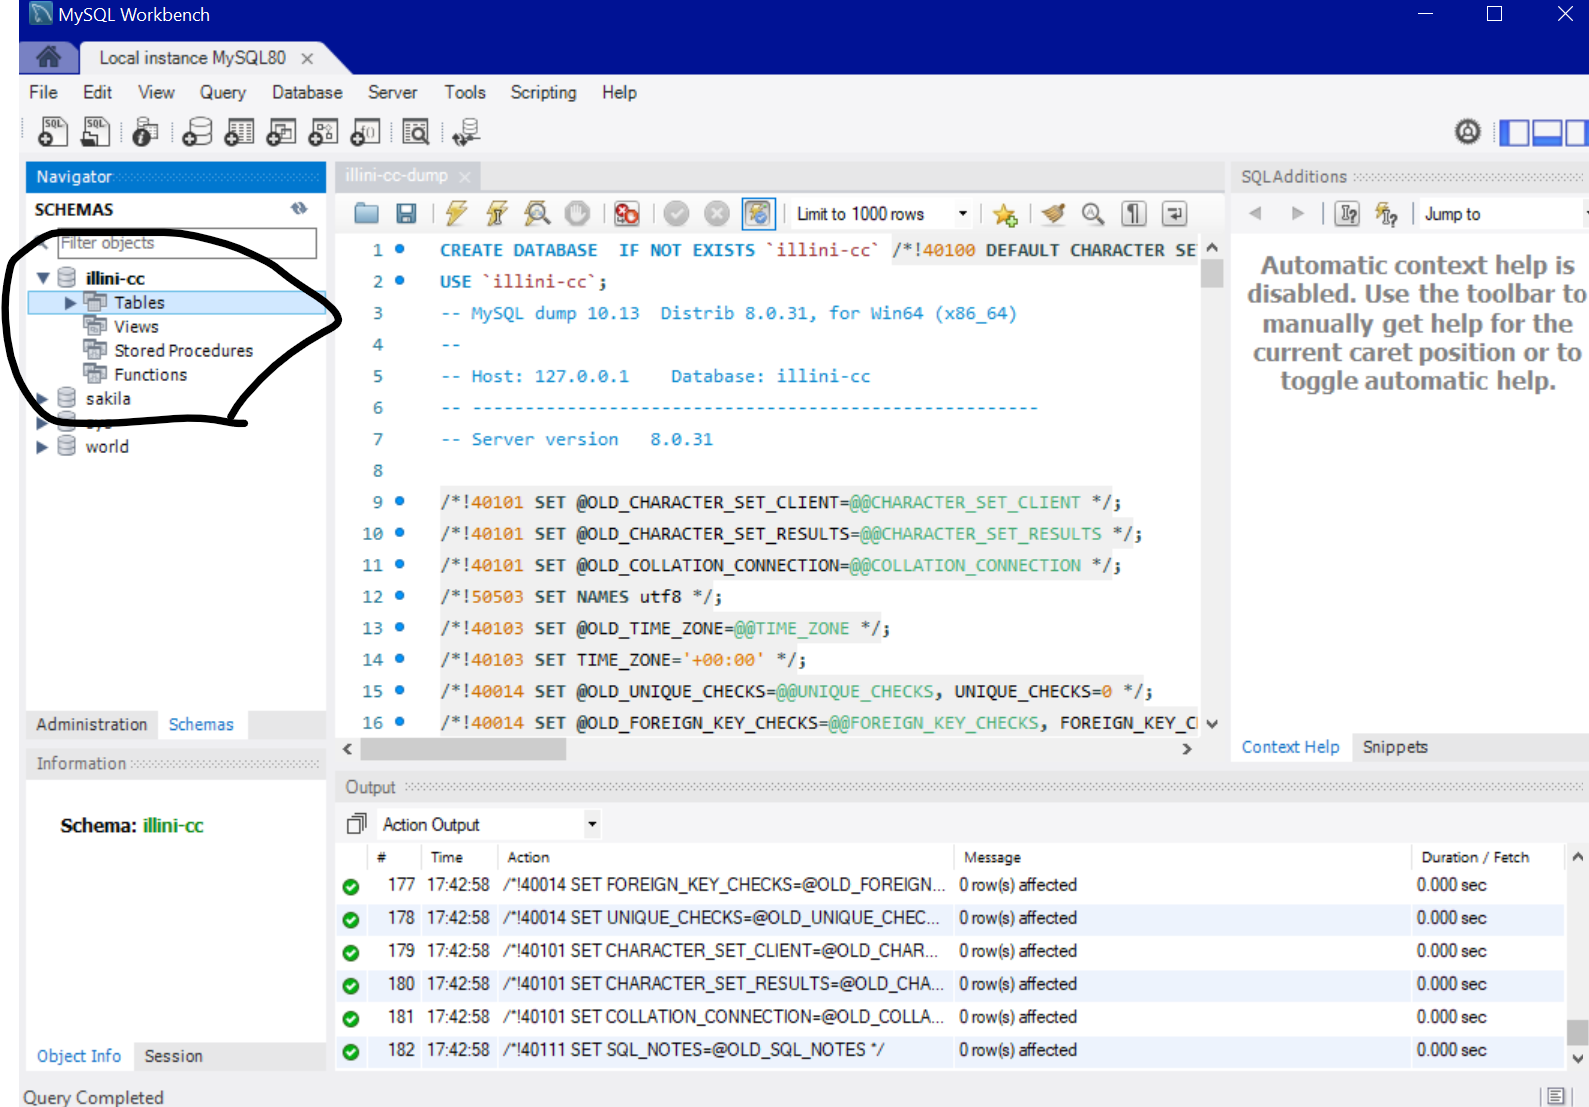 MySQL Workbench
Local instance MySQL80
File Edit View Query Database Server Tools Scripting Help
Navigator
SCHEMAS
Filter objects
illini-cc
Tables
Views
Stored Procedures
Functions
sakila
sys
world
Administration Schemas
Information
Schema: illini-cc
Object Info Session
illini-cc-dump
Limit to 1000 rows
1 CREATE DATABASE IF NOT EXISTS `illini-cc` /*!40100 DEFAULT CHARACTER SE
2 USE `illini-cc`;
3 -- MySQL dump 10.13 Distrib 8.0.31, for Win64 (x86_64)
4 --
5 -- Host: 127.0.0.1 Database: illini-cc
6 -- ------------------------------------------------------
7 -- Server version 8.0.31
8
9 /*!40101 SET @OLD_CHARACTER_SET_CLIENT=@@CHARACTER_SET_CLIENT */;
10 /*!40101 SET @OLD_CHARACTER_SET_RESULTS=@@CHARACTER_SET_RESULTS */;
11 /*!40101 SET @OLD_COLLATION_CONNECTION=@@COLLATION_CONNECTION */;
12 /*!50503 SET NAMES utf8 */;
13 /*!40103 SET @OLD_TIME_ZONE=@@TIME_ZONE */;
14 /*!40103 SET TIME_ZONE='+00:00' */;
15 /*!40014 SET @OLD_UNIQUE_CHECKS=@@UNIQUE_CHECKS, UNIQUE_CHECKS=0 */;
16 /*!40014 SET @OLD_FOREIGN_KEY_CHECKS=@@FOREIGN_KEY_CHECKS, FOREIGN_KEY_C
SQLAdditions
Jump to
Automatic context help is
disabled. Use the toolbar to
manually get help for the
current caret position or to
toggle automatic help.
Context Help Snippets
Output
Action Output
# Time Action Message Duration / Fetch
177 17:42:58 /*!40014 SET FOREIGN_KEY_CHECKS=@OLD_FOREIGN... 0 row(s) affected 0.000 sec
178 17:42:58 /*!40014 SET UNIQUE_CHECKS=@OLD_UNIQUE_CHEC... 0 row(s) affected 0.000 sec
179 17:42:58 /*!40101 SET CHARACTER_SET_CLIENT=@OLD_CHAR... 0 row(s) affected 0.000 sec
180 17:42:58 /*!40101 SET CHARACTER_SET_RESULTS=@OLD_CHA... 0 row(s) affected 0.000 sec
181 17:42:58 /*!40101 SET COLLATION_CONNECTION=@OLD_COLLA... 0 row(s) affected 0.000 sec
182 17:42:58 /*!40111 SET SQL_NOTES=@OLD_SQL_NOTES */ 0 row(s) affected 0.000 sec
Query Completed